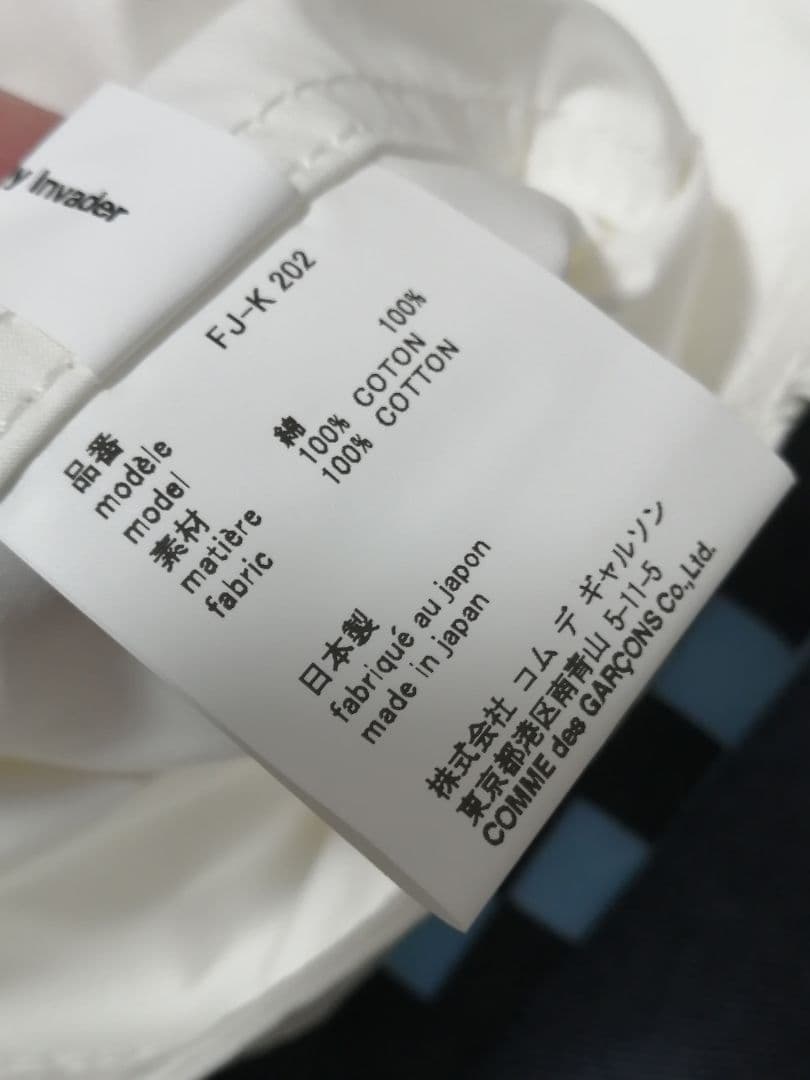 y Invader
品番 FJ-K 202
modèle
model
素材 綿 100%
matière 100% COTON
fabric 100% COTTON
日本製
fabriqué au japon
made in japan
株式会社 コム デ ギャルソン
東京都港区南青山 5-11-5
COMME des GARÇONS Co.,Ltd.